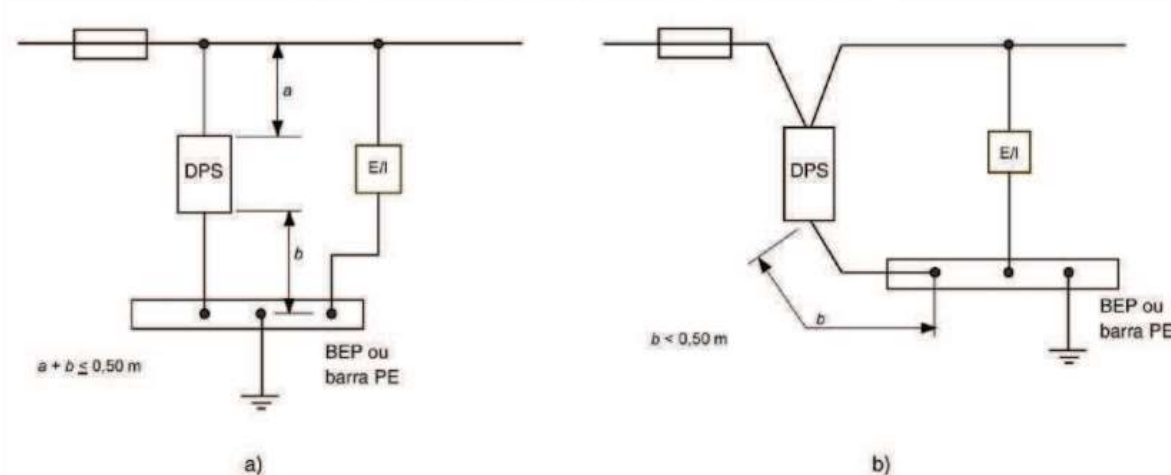 a
DPS
E/I
b
BEP ou
barra PE
a + b ≤ 0,50 m
a)
DPS
E/I
b
BEP ou
barra PE
b < 0,50 m
b)